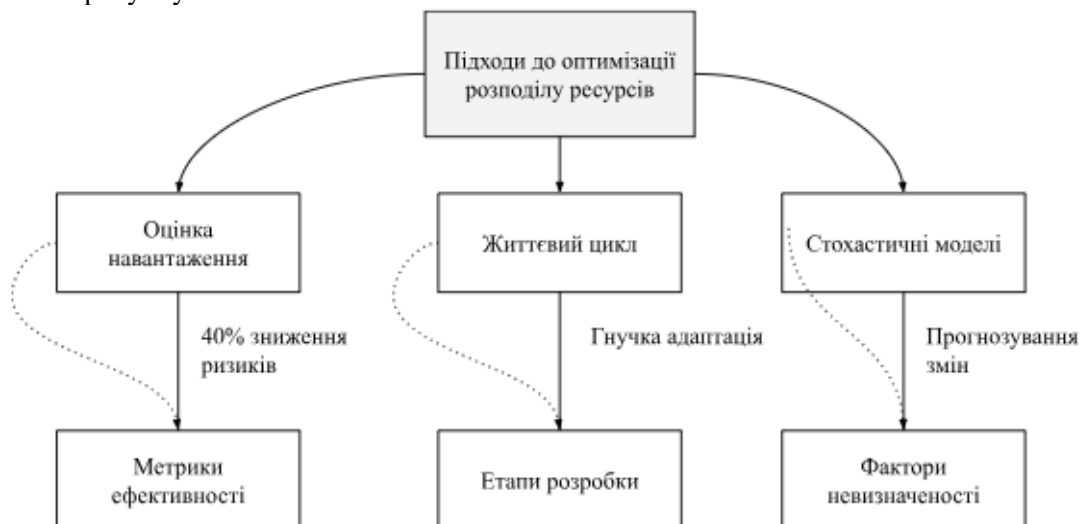 Підходи до оптимізації
розподілу ресурсів
Оцінка
навантаження
Життєвий цикл
Стохастичні моделі
40% зниження
ризиків
Гнучка адаптація
Прогнозування
змін
Метрики
ефективності
Етапи розробки
Фактори
невизначеності